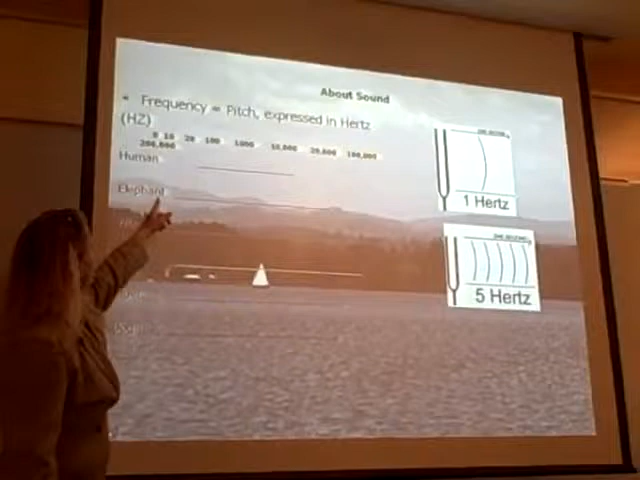 About Sound
• Frequency = Pitch, expressed in Hertz
(HZ)
0 10 20 100 1000 10,000 20,000 100,000
200,000
Human
Elephant
ONE SECOND
1 Hertz
ONE SECOND
5 Hertz